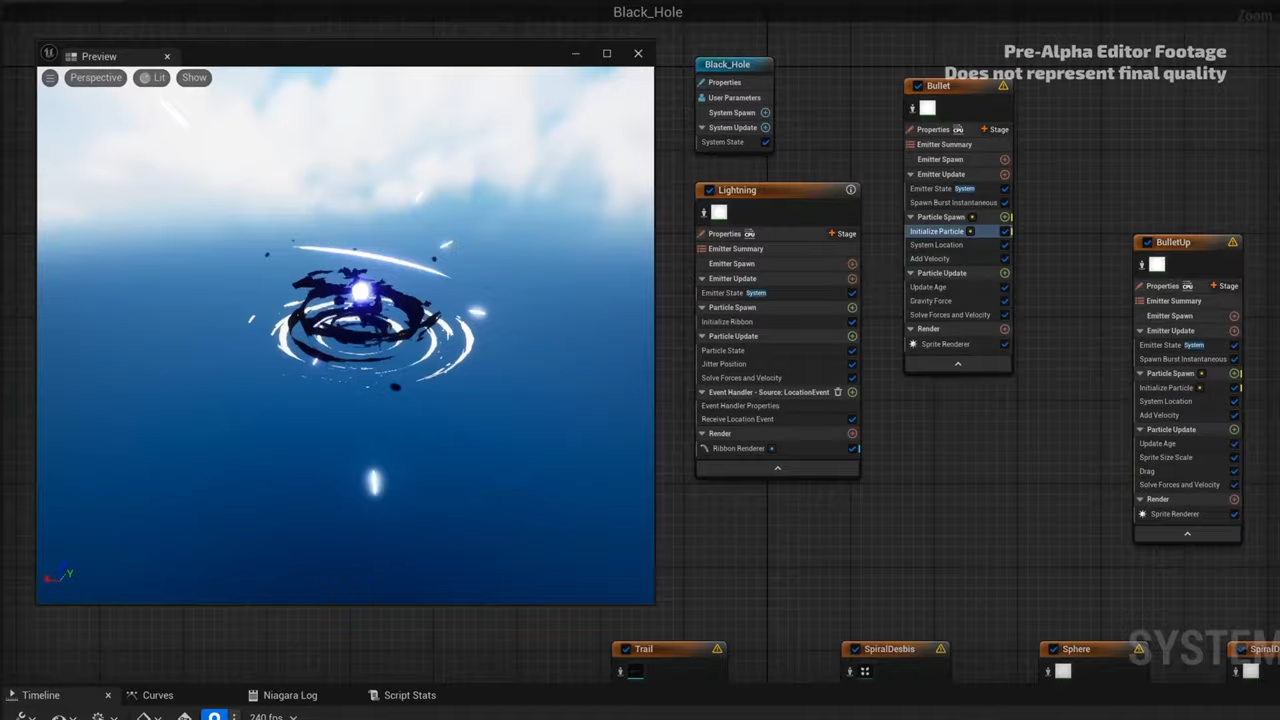 Black_Hole
Zoom
Preview
Perspective
Lit
Show
Pre-Alpha Editor Footage
Does not represent final quality
Black_Hole
Properties
User Parameters
System Spawn
System Update
System State
Lightning
Properties CPU
Stage
Emitter Summary
Emitter Spawn
Emitter Update
Emitter State System
Particle Spawn
Initialize Ribbon
Particle Update
Particle State
Jitter Position
Solve Forces and Velocity
Event Handler - Source: LocationEvent
Event Handler Properties
Receive Location Event
Render
Ribbon Renderer
Bullet
Properties CPU
Stage
Emitter Summary
Emitter Spawn
Emitter Update
Emitter State System
Spawn Burst Instantaneous
Particle Spawn
Initialize Particle
System Location
Add Velocity
Particle Update
Update Age
Gravity Force
Solve Forces and Velocity
Render
Sprite Renderer
BulletUp
Properties CPU
Stage
Emitter Summary
Emitter Spawn
Emitter Update
Emitter State System
Spawn Burst Instantaneous
Particle Spawn
Initialize Particle
System Location
Add Velocity
Particle Update
Update Age
Sprite Size Scale
Drag
Solve Forces and Velocity
Render
Sprite Renderer
Y
Trail
SpiralDesbis
Sphere
SpiralD
SYSTEM
Timeline
Curves
Niagara Log
Script Stats
240 fps